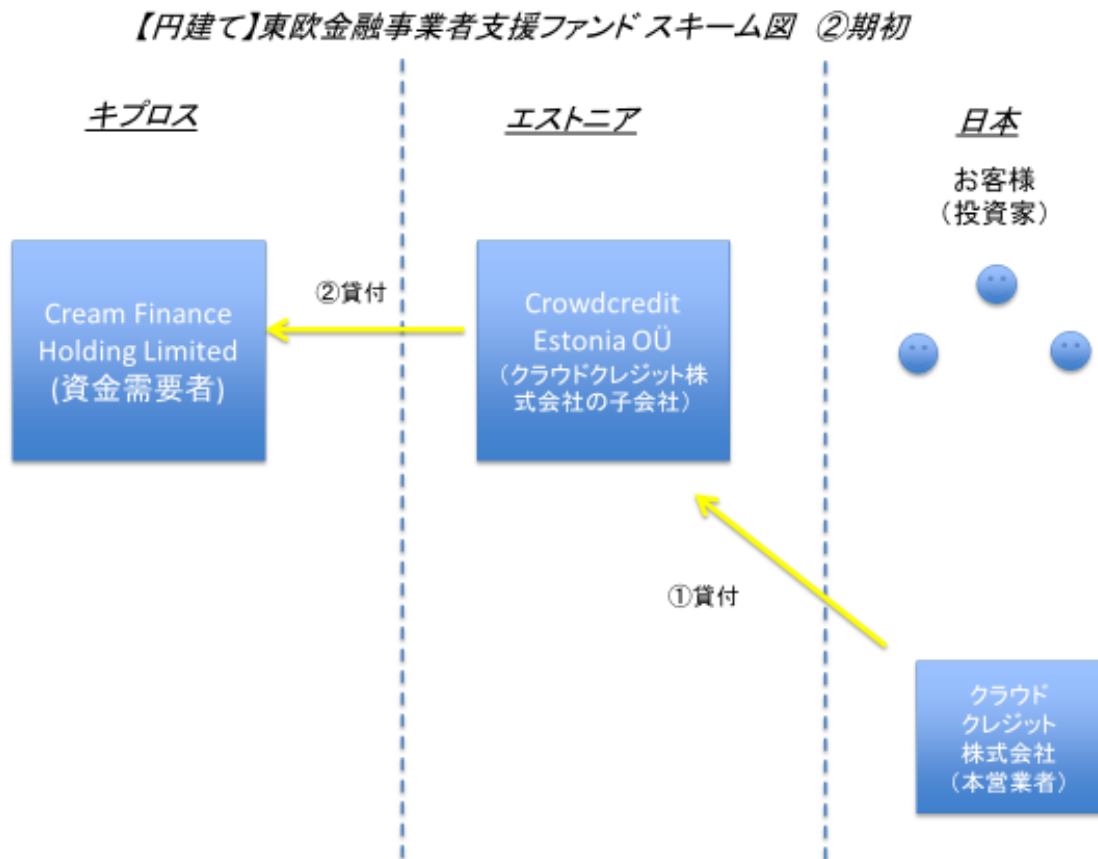 【円建て】東欧金融事業者支援ファンド スキーム図 ②期初
キプロス
エストニア
日本
お客様
（投資家）
Cream Finance
Holding Limited
(資金需要者)
②貸付
Crowdcredit
Estonia OÜ
（クラウドクレジット株
式会社の子会社）
①貸付
クラウド
クレジット
株式会社
（本営業者）